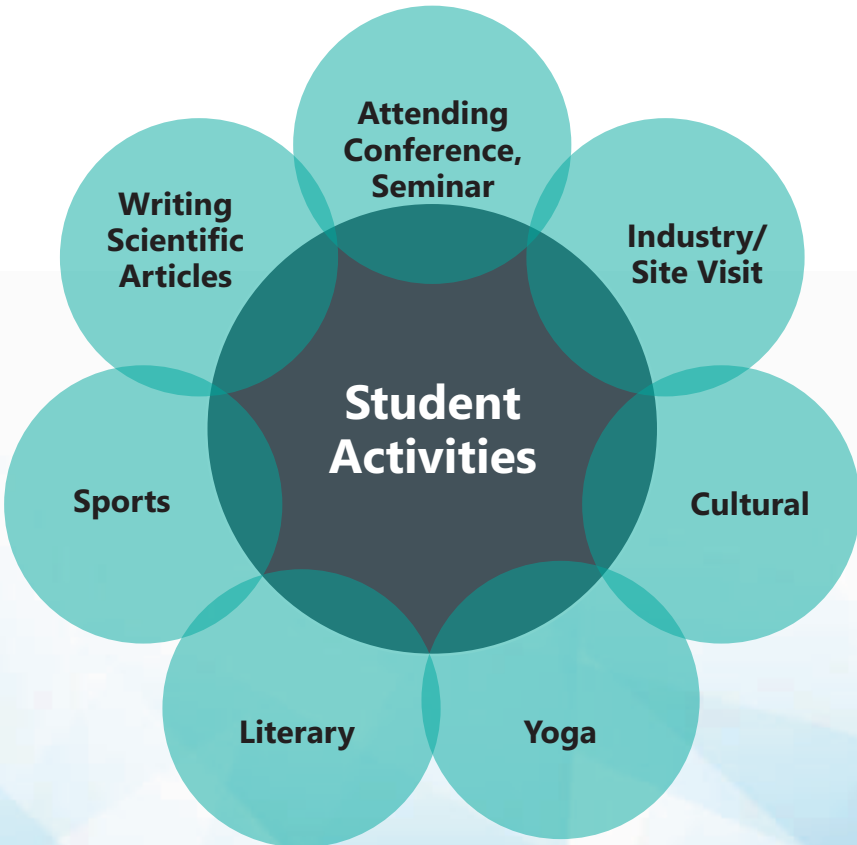 Attending
Conference,
Seminar
Writing
Scientific
Articles
Industry/
Site Visit
Student
Activities
Sports
Cultural
Literary
Yoga